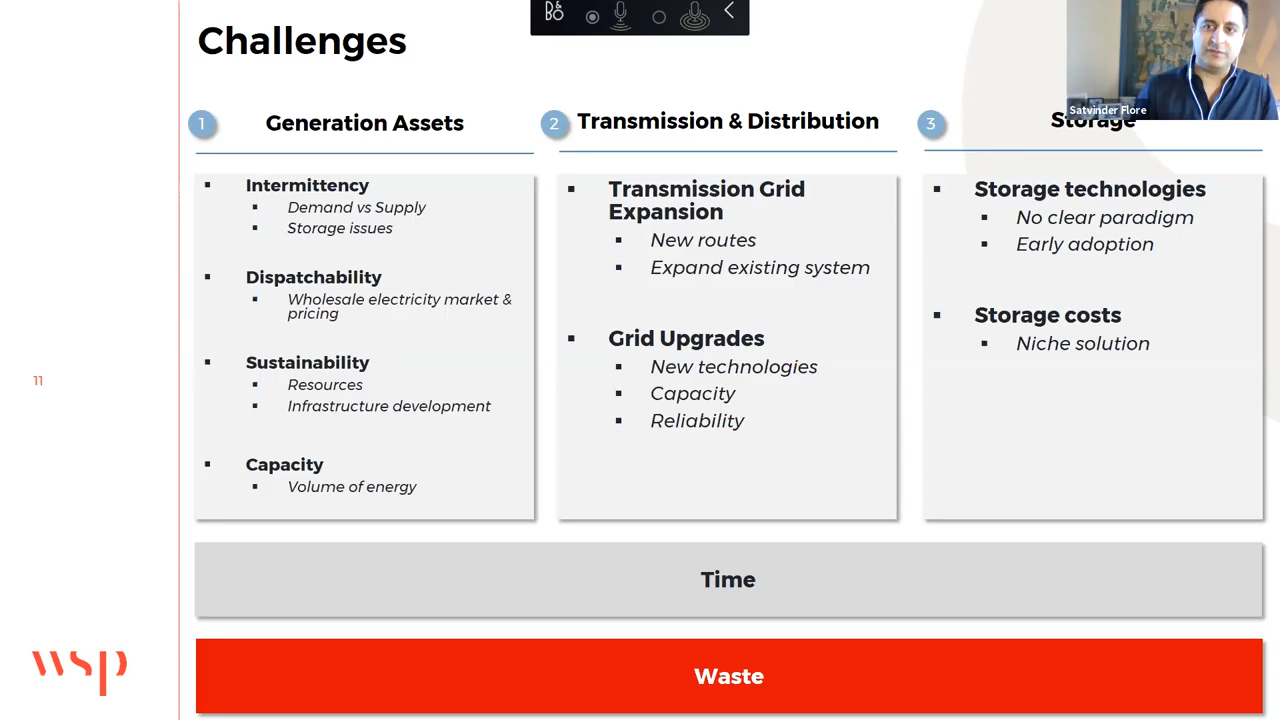 Challenges
B&O
Satvinder Flore
1
Generation Assets
Intermittency
Demand vs Supply
Storage issues
Dispatchability
Wholesale electricity market &
pricing
Sustainability
Resources
Infrastructure development
Capacity
Volume of energy
2
Transmission & Distribution
Transmission Grid
Expansion
New routes
Expand existing system
Grid Upgrades
New technologies
Capacity
Reliability
3
Storage
Storage technologies
No clear paradigm
Early adoption
Storage costs
Niche solution
Time
Waste
11
wsp